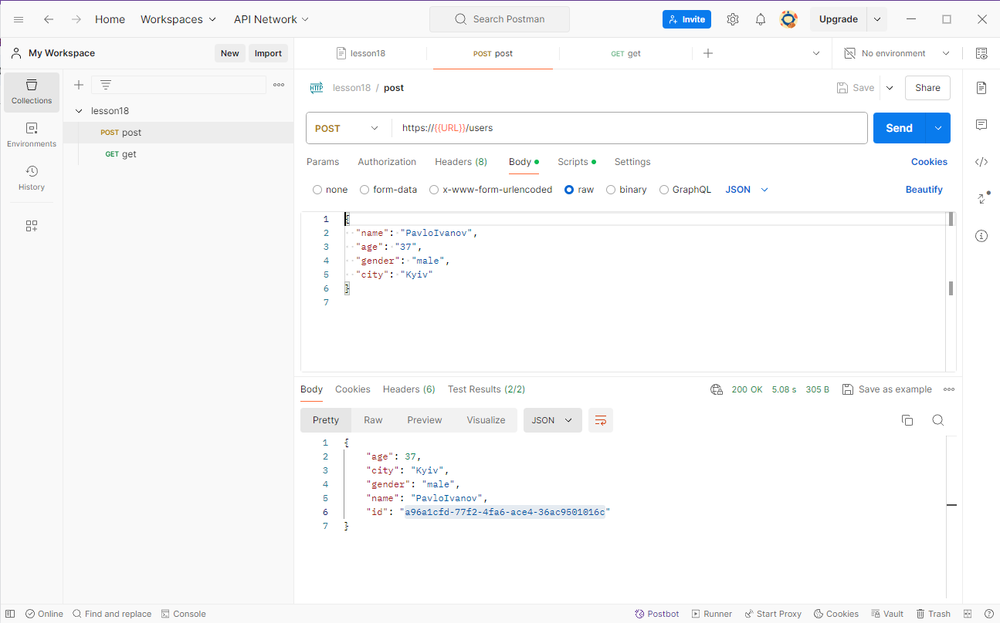 Home Workspaces API Network Search Postman Invite Upgrade
My Workspace New Import lesson18 POST post GET get No environment
Collections
Environments
History
lesson18
POST post
GET get
HTTP lesson18 / post Save Share
POST https://{{URL}}/users Send
Params Authorization Headers (8) Body Scripts Settings Cookies
none form-data x-www-form-urlencoded raw binary GraphQL JSON Beautify
1 {
2 "name": "PavloIvanov",
3 "age": "37",
4 "gender": "male",
5 "city": "Kyiv"
6 }
7
Body Cookies Headers (6) Test Results (2/2) 200 OK 5.08 s 305 B Save as example
Pretty Raw Preview Visualize JSON
1 {
2 "age": 37,
3 "city": "Kyiv",
4 "gender": "male",
5 "name": "PavloIvanov",
6 "id": "a96a1cfd-77f2-4fa6-ace4-36ac9501016c"
7 }
Online Find and replace Console Postbot Runner Start Proxy Cookies Vault Trash